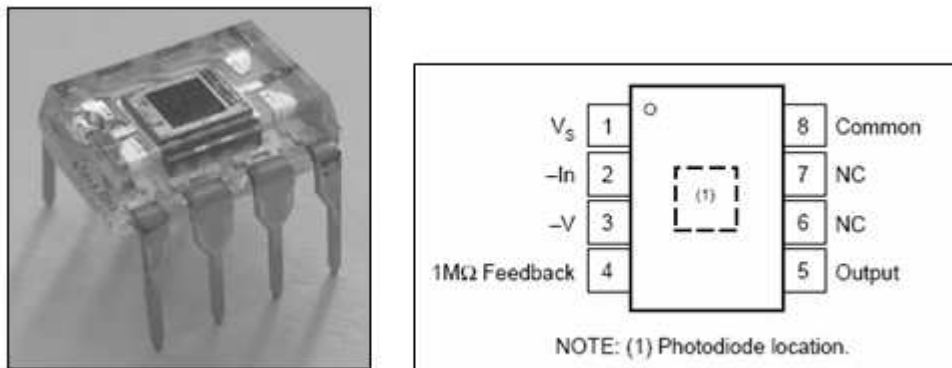 V_S 1 8 Common
–In 2 7 NC
(1)
–V 3 6 NC
1MΩ Feedback 4 5 Output
NOTE: (1) Photodiode location.